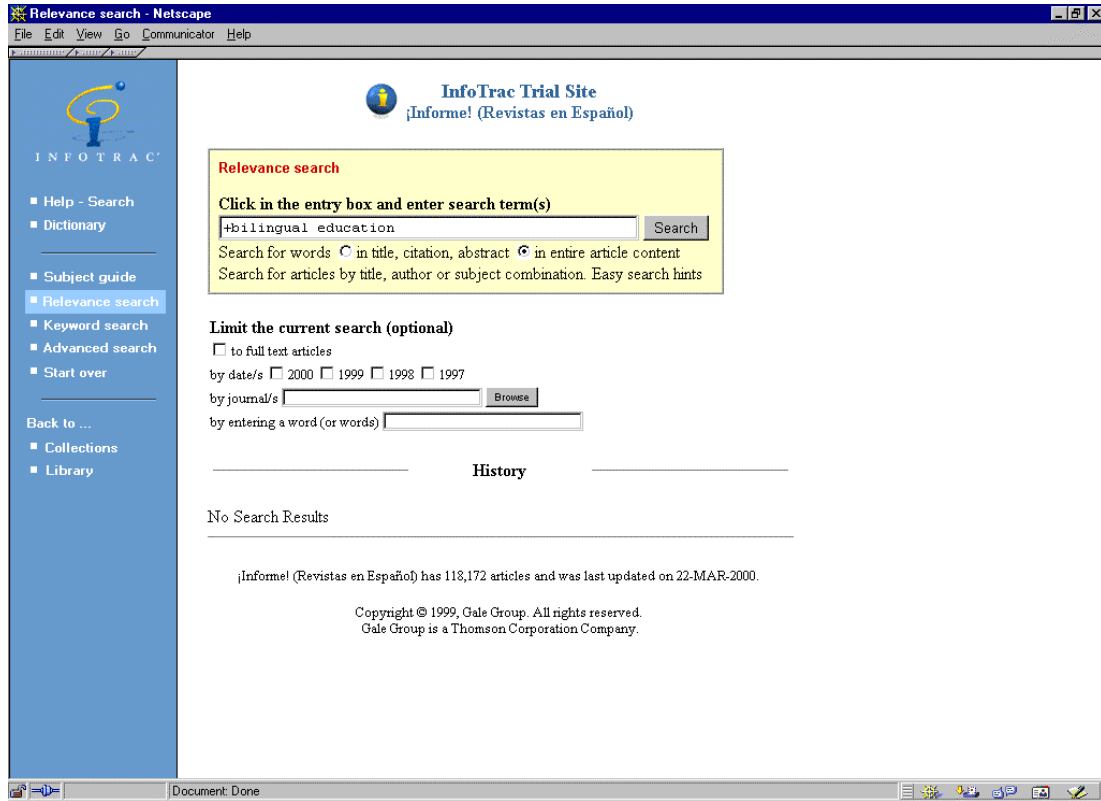 Relevance search - Netscape
File Edit View Go Communicator Help
INFOTRAC
Help - Search
Dictionary
Subject guide
Relevance search
Keyword search
Advanced search
Start over
Back to ...
Collections
Library
InfoTrac Trial Site
¡Informe! (Revistas en Español)
Relevance search
Click in the entry box and enter search term(s)
+bilingual education Search
Search for words in title, citation, abstract in entire article content
Search for articles by title, author or subject combination. Easy search hints
Limit the current search (optional)
to full text articles
by date/s 2000 1999 1998 1997
by journal/s Browse
by entering a word (or words)
History
No Search Results
¡Informe! (Revistas en Español) has 118,172 articles and was last updated on 22-MAR-2000.
Copyright © 1999, Gale Group. All rights reserved.
Gale Group is a Thomson Corporation Company.
Document: Done